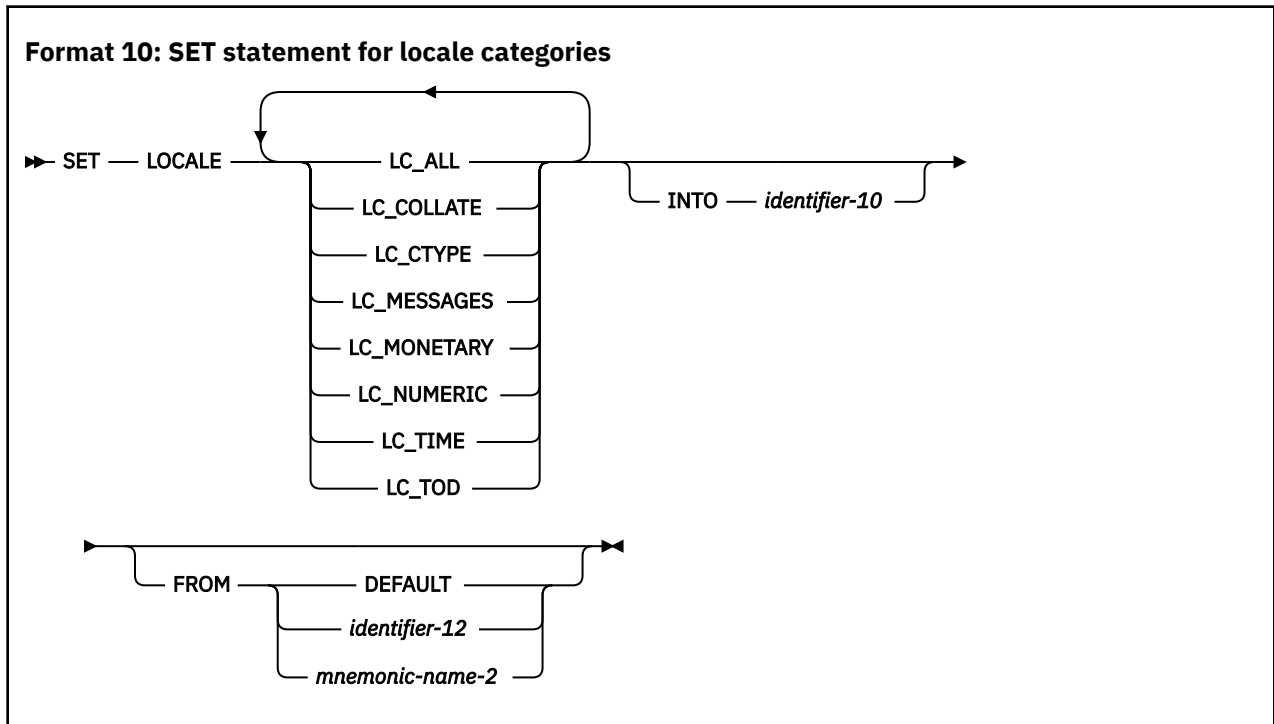 Format 10: SET statement for locale categories
SET LOCALE LC_ALL
INTO identifier-10
LC_COLLATE
LC_CTYPE
LC_MESSAGES
LC_MONETARY
LC_NUMERIC
LC_TIME
LC_TOD
FROM DEFAULT
identifier-12
mnemonic-name-2